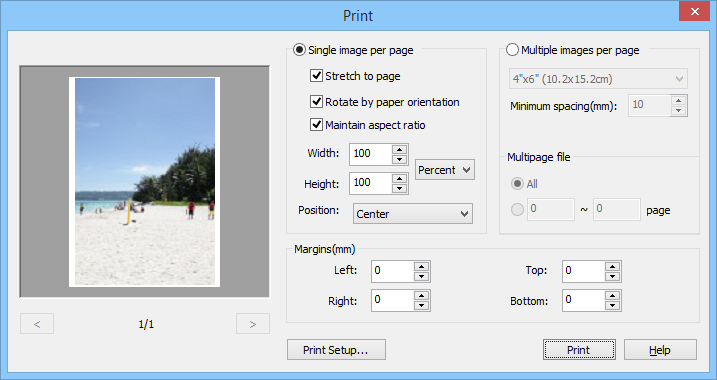 Print
Single image per page
Stretch to page
Rotate by paper orientation
Maintain aspect ratio
Width: 100
Height: 100
Percent
Position: Center
Multiple images per page
4"x6" (10.2x15.2cm)
Minimum spacing(mm): 10
Multipage file
All
0 ~ 0 page
Margins(mm)
Left: 0 Top: 0
Right: 0 Bottom: 0
< 1/1 >
Print Setup... Print Help